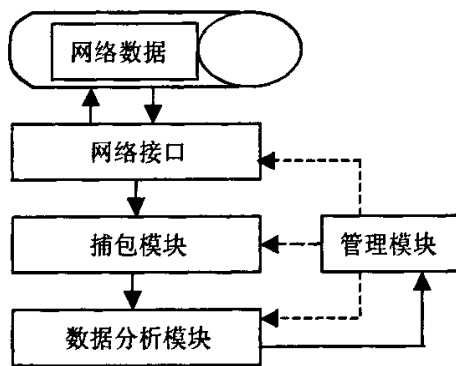 网络数据
网络接口
捕包模块
管理模块
数据分析模块